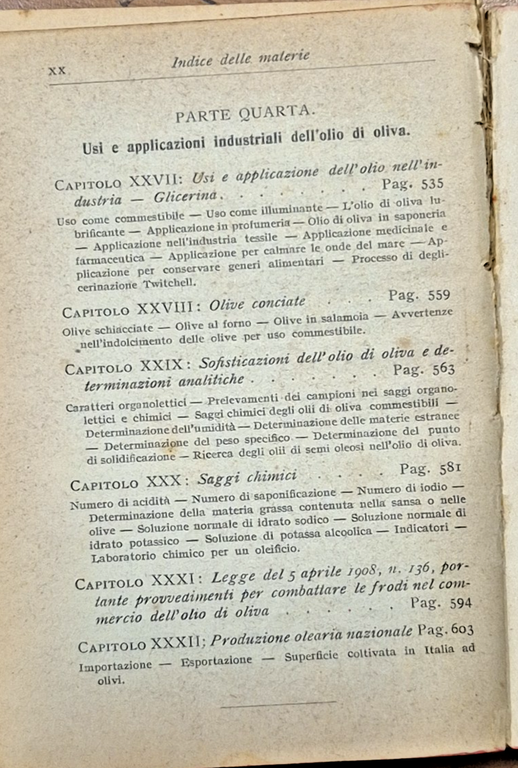 XX
Indice delle materie
PARTE QUARTA.
Usi e applicazioni industriali dell'olio di oliva.
CAPITOLO XXVII: Usi e applicazione dell'olio nell'in-
dustria — Glicerina . . . . . . . . Pag. 535
Uso come commestibile — Uso come illuminante — L'olio di oliva lu-
brificante — Applicazione in profumeria — Olio di oliva in saponeria
— Applicazione nell'industria tessile — Applicazione medicinale e
farmaceutica — Applicazione per calmare le onde del mare — Ap-
plicazione per conservare generi alimentari — Processo di degli-
cerinazione Twitchell.
CAPITOLO XXVIII: Olive conciate . . . . Pag. 559
Olive schiacciate — Olive al forno — Olive in salamoia — Avvertenze
nell'indolcimento delle olive per uso commestibile.
CAPITOLO XXIX: Sofisticazioni dell'olio di oliva e de-
terminazioni analitiche . . . . . . . Pag. 563
Caratteri organolettici — Prelevamenti dei campioni nei saggi organo-
lettici e chimici — Saggi chimici degli olii di oliva commestibili —
Determinazione dell'umidità — Determinazione delle materie estranee
— Determinazione del peso specifico — Determinazione del punto
di solidificazione — Ricerca degli olii di semi oleosi nell'olio di oliva.
CAPITOLO XXX: Saggi chimici . . . . . Pag. 581
Numero di acidità — Numero di saponificazione — Numero di iodio —
Determinazione della materia grassa contenuta nella sansa o nelle
olive — Soluzione normale di idrato sodico — Soluzione normale di
idrato potassico — Soluzione di potassa alcoolica — Indicatori —
Laboratorio chimico per un oleificio.
CAPITOLO XXXI: Legge del 5 aprile 1908, n. 136, por-
tante provvedimenti per combattare le frodi nel com-
mercio dell'olio di oliva . . . . . . Pag. 594
CAPITOLO XXXII: Produzione olearia nazionale Pag. 603
Importazione — Esportazione — Superficie coltivata in Italia ad
olivi.